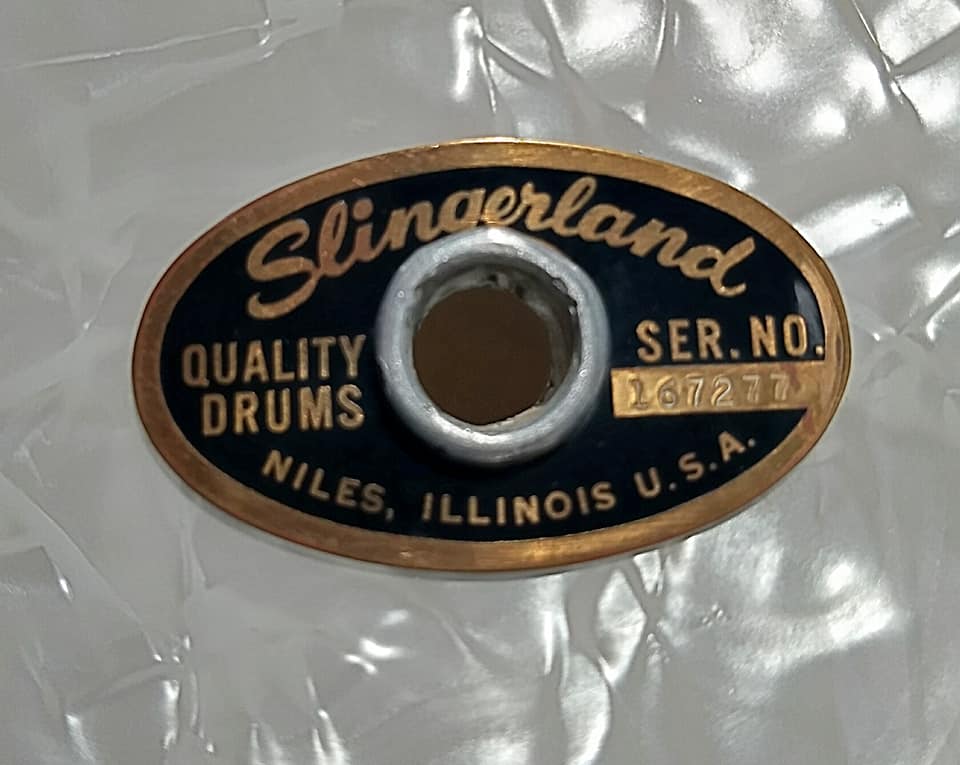 Slingerland
QUALITY
DRUMS
SER. NO.
167277
NILES, ILLINOIS U.S.A.